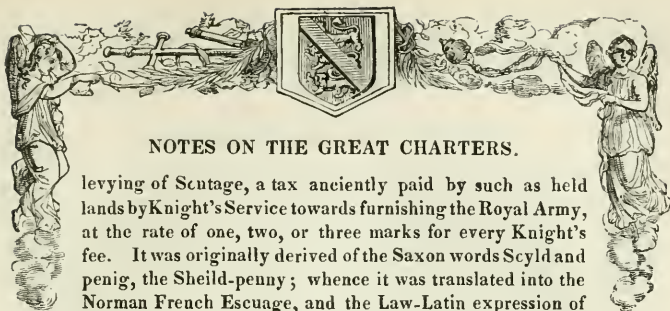 NOTES ON THE GREAT CHARTERS.
levying of Scutage, a tax anciently paid by such as held
lands by Knight's Service towards furnishing the Royal Army,
at the rate of one, two, or three marks for every Knight's
fee. It was originally derived of the Saxon words Scyld and
penig, the Sheild-penny; whence it was translated into the
Norman French Escuage, and the Law-Latin expression of